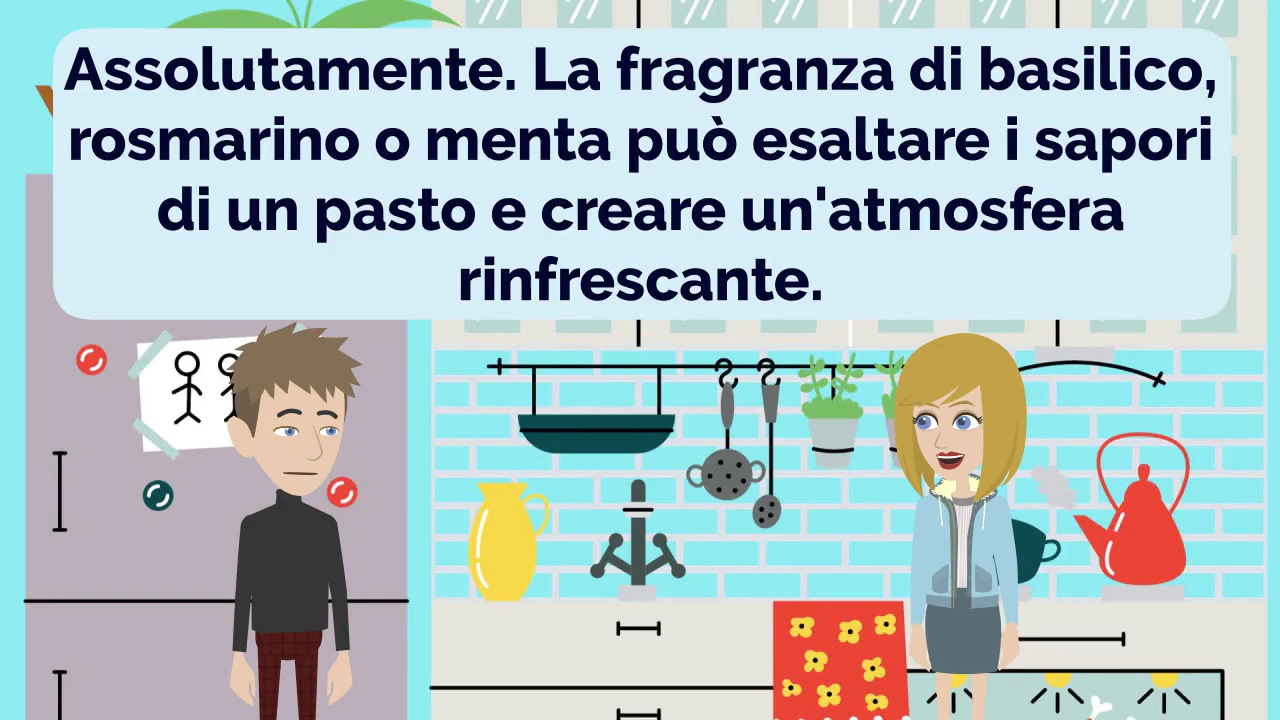 Assolutamente. La fragranza di basilico,
rosmarino o menta può esaltare i sapori
di un pasto e creare un'atmosfera
rinfrescante.